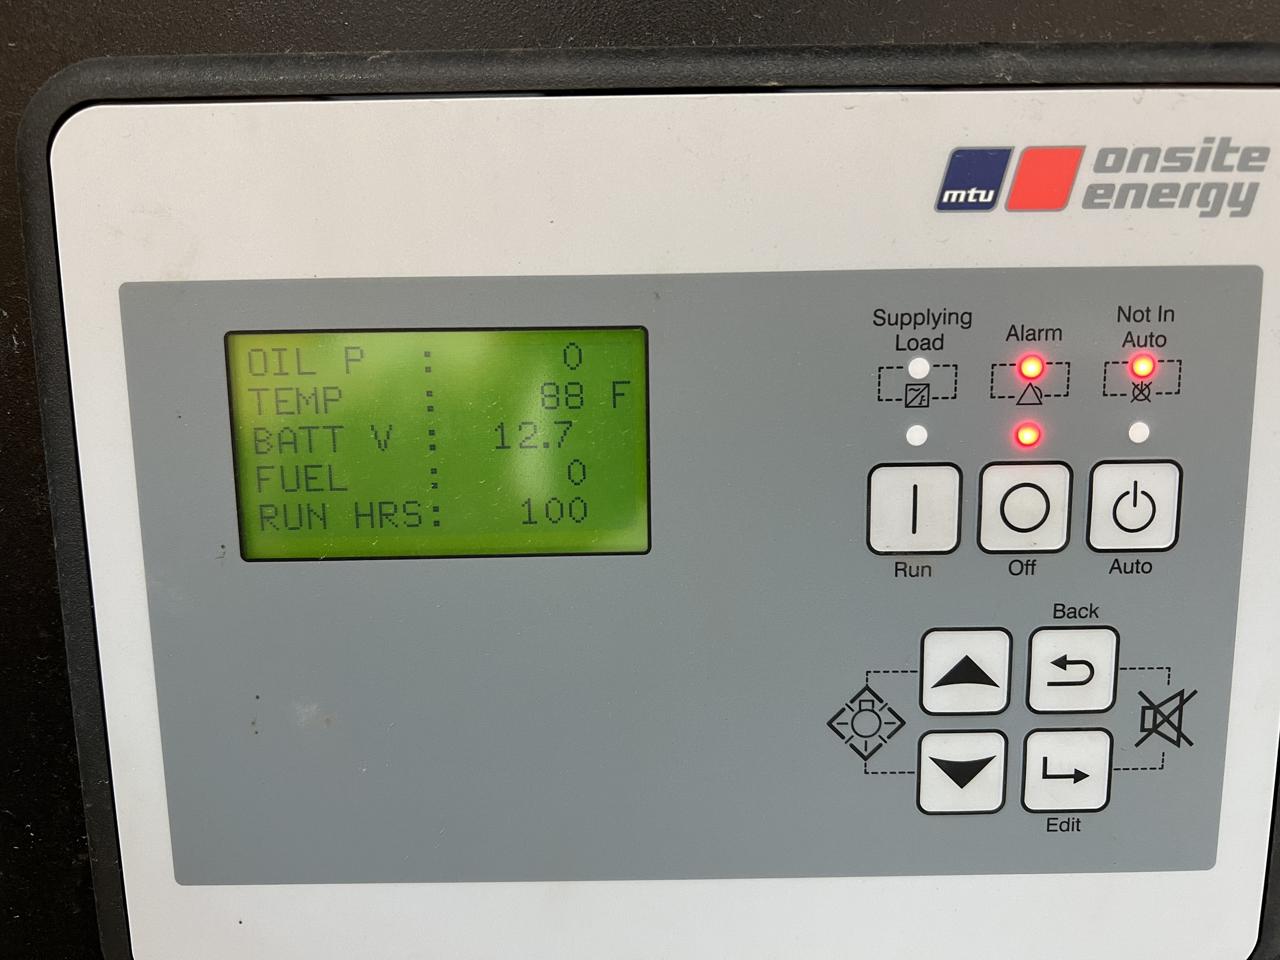 mtu onsite
energy
OIL P : 0
TEMP : 88 F
BATT V : 12.7
FUEL : 0
RUN HRS: 100
Supplying
Load
Alarm
Not In
Auto
Run
Off
Auto
Back
Edit